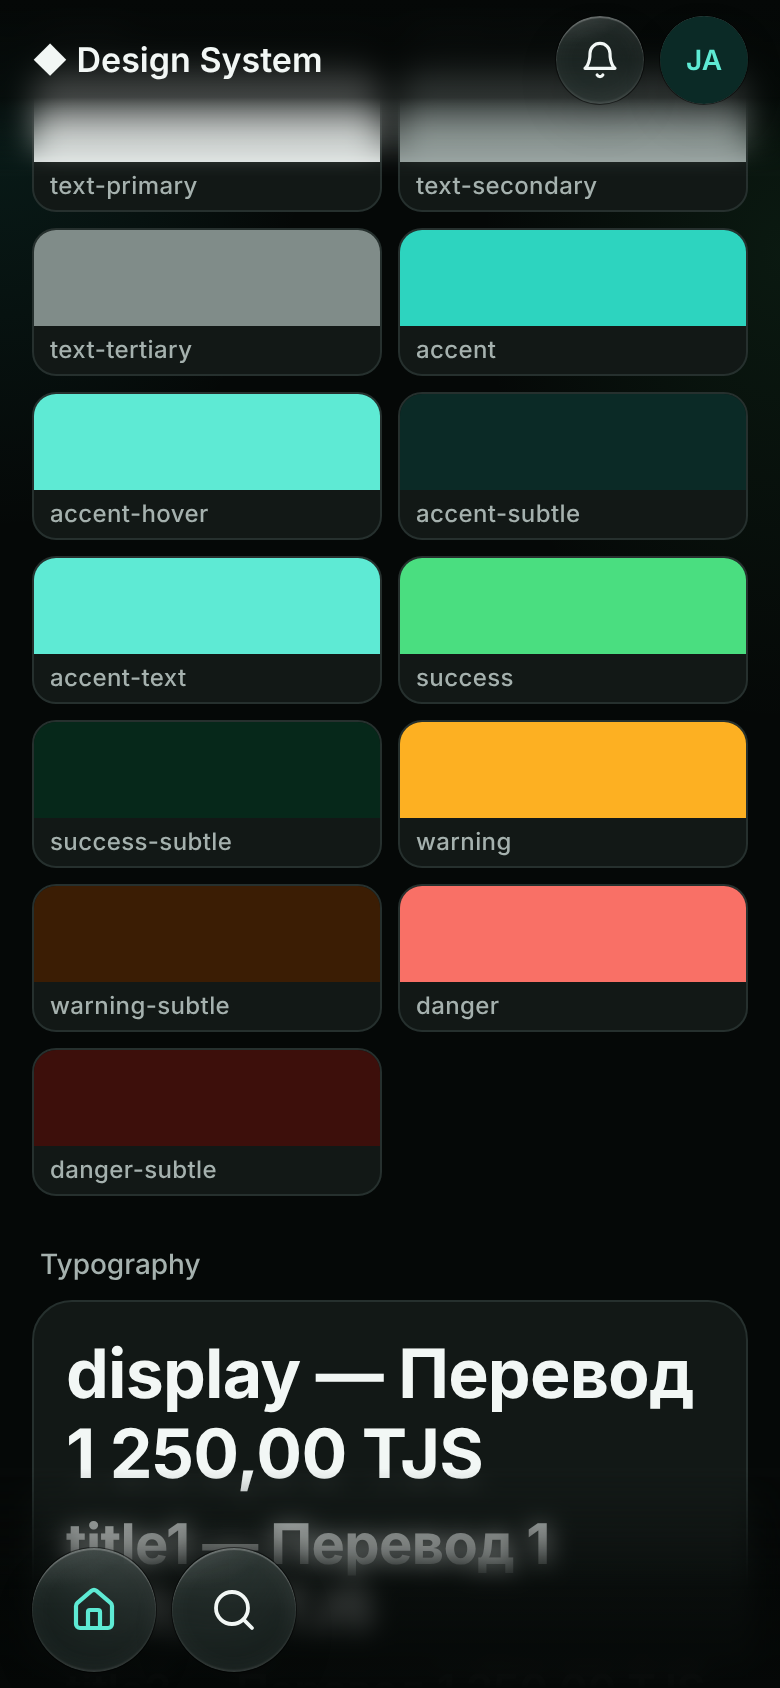 Design System
JA
text-primary
text-secondary
text-tertiary
accent
accent-hover
accent-subtle
accent-text
success
success-subtle
warning
warning-subtle
danger
danger-subtle
Typography
display — Перевод
1 250,00 TJS
title1 — Перевод 1